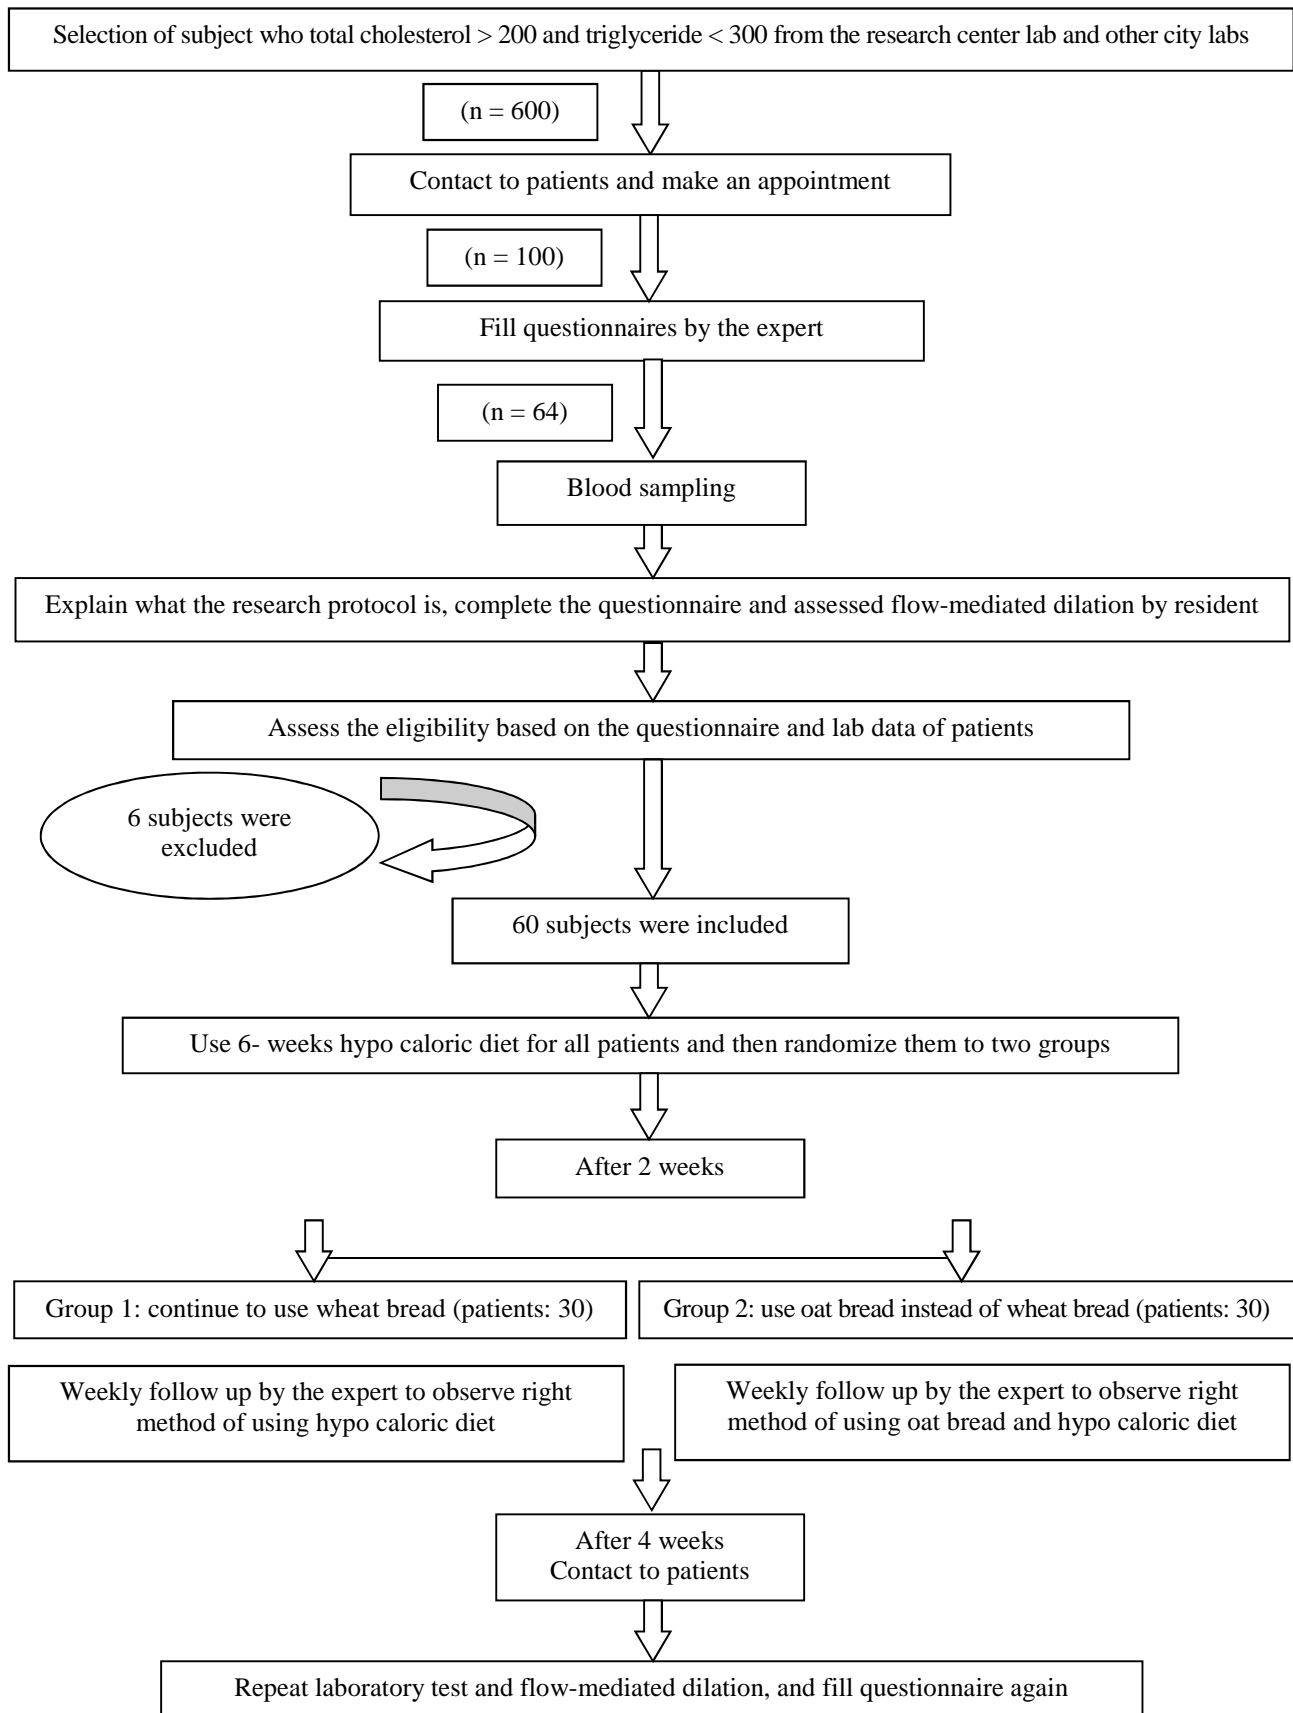 Selection of subject who total cholesterol > 200 and triglyceride < 300 from the research center lab and other city labs
(n = 600)
Contact to patients and make an appointment
(n = 100)
Fill questionnaires by the expert
(n = 64)
Blood sampling
Explain what the research protocol is, complete the questionnaire and assessed flow-mediated dilation by resident
Assess the eligibility based on the questionnaire and lab data of patients
6 subjects were
excluded
60 subjects were included
Use 6- weeks hypo caloric diet for all patients and then randomize them to two groups
After 2 weeks
Group 1: continue to use wheat bread (patients: 30)
Group 2: use oat bread instead of wheat bread (patients: 30)
Weekly follow up by the expert to observe right
method of using hypo caloric diet
Weekly follow up by the expert to observe right
method of using oat bread and hypo caloric diet
After 4 weeks
Contact to patients
Repeat laboratory test and flow-mediated dilation, and fill questionnaire again